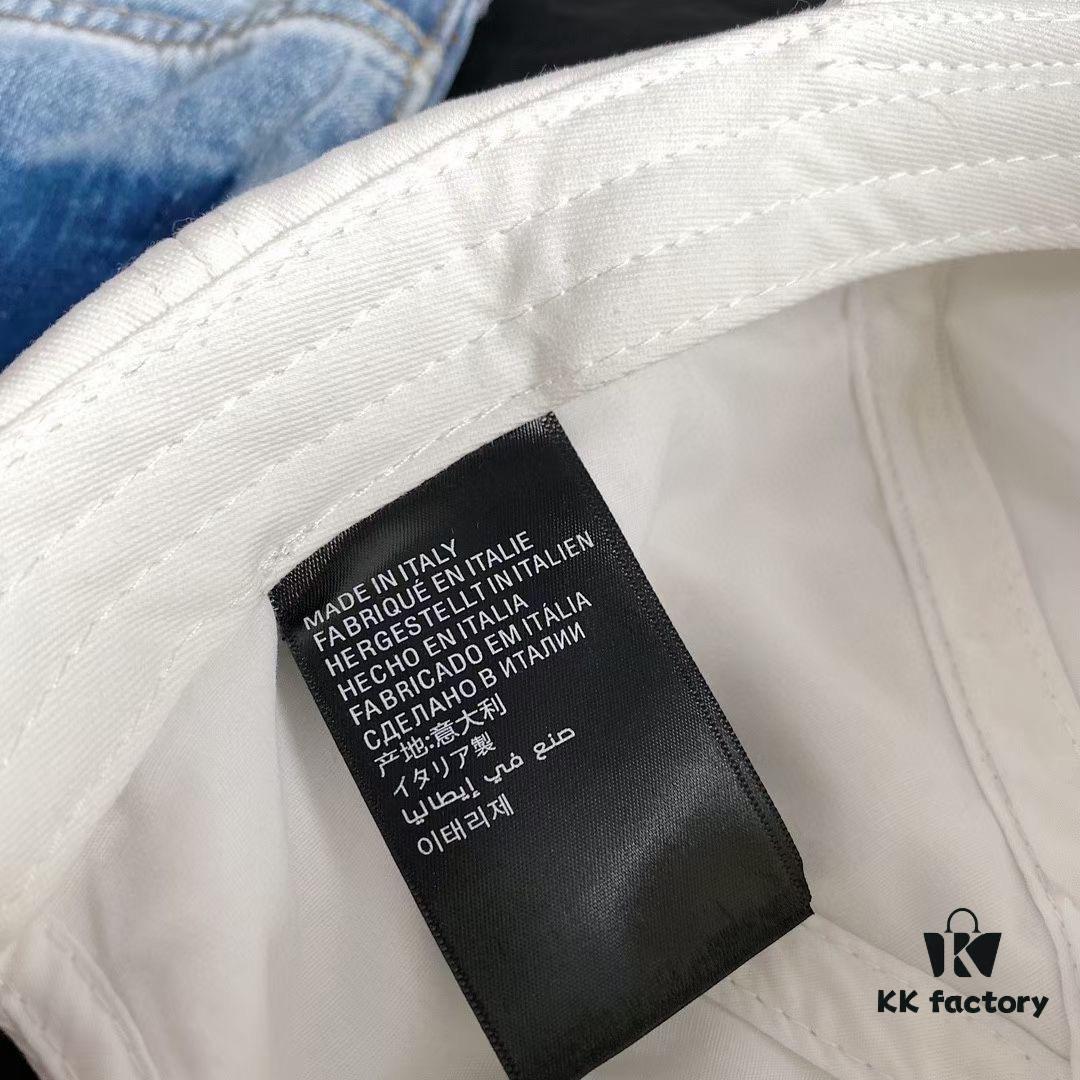 MADE IN ITALY
FABRIQUÉ EN ITALIE
HERGESTELLT IN ITALIEN
HECHO EN ITALIA
FABRICADO EM ITÁLIA
СДЕЛАНО В ИТАЛИИ
产地:意大利
イタリア製
صنع في إيطاليا
이태리제
K
KK factory